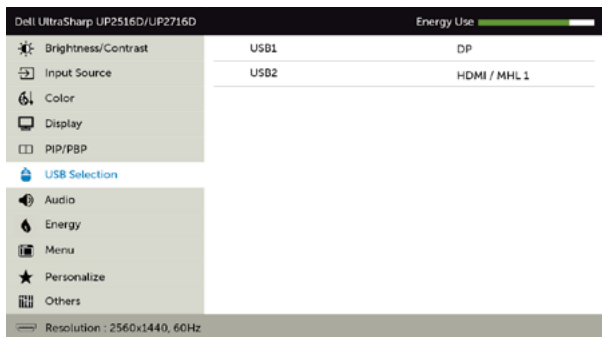 Dell UltraSharp UP2516D/UP2716D Energy Use
Brightness/Contrast USB1 DP
Input Source USB2 HDMI / MHL 1
Color
Display
PIP/PBP
USB Selection
Audio
Energy
Menu
Personalize
Others
Resolution : 2560x1440, 60Hz